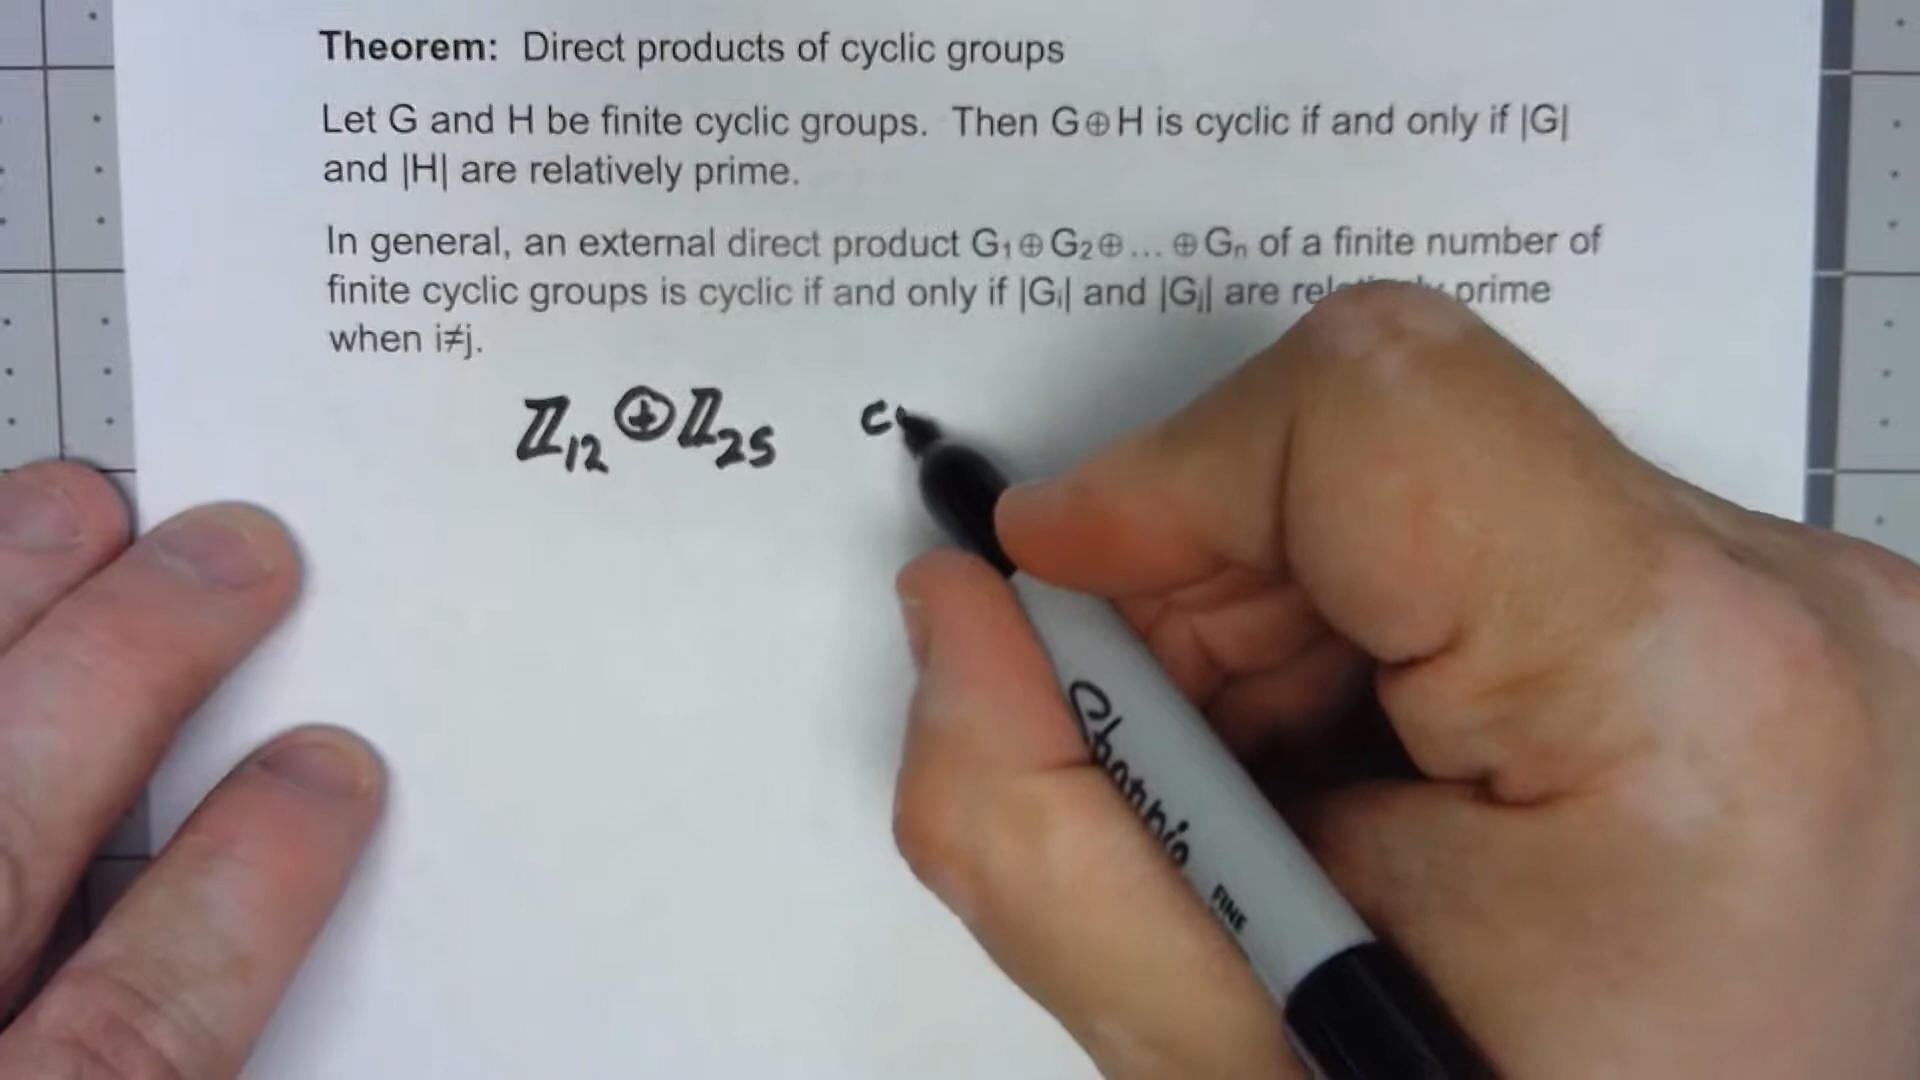 Theorem: Direct products of cyclic groups
Let G and H be finite cyclic groups. Then G⊕H is cyclic if and only if |G|
and |H| are relatively prime.
In general, an external direct product G₁⊕G₂⊕...⊕Gₙ of a finite number of
finite cyclic groups is cyclic if and only if |Gᵢ| and |Gⱼ| are relatively prime
when i≠j.
ℤ₁₂⊕ℤ₂₅ c
Sharpie
FINE